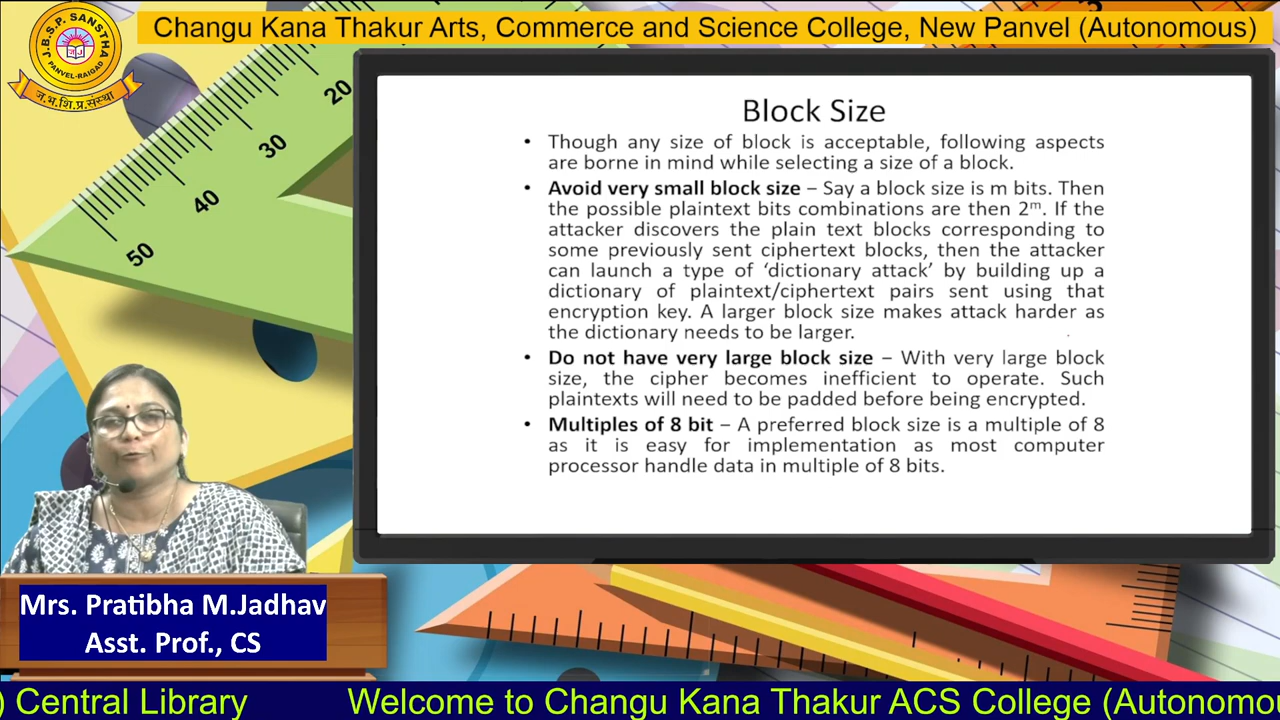 Changu Kana Thakur Arts, Commerce and Science College, New Panvel (Autonomous)
J.B.S.P. SANSTHA
PANVEL-RAIGAD
ज.भ.शि.प्र.संस्था
20
30
40
50
Block Size
• Though any size of block is acceptable, following aspects
are borne in mind while selecting a size of a block.
• Avoid very small block size – Say a block size is m bits. Then
the possible plaintext bits combinations are then 2ᵐ. If the
attacker discovers the plain text blocks corresponding to
some previously sent ciphertext blocks, then the attacker
can launch a type of ‘dictionary attack’ by building up a
dictionary of plaintext/ciphertext pairs sent using that
encryption key. A larger block size makes attack harder as
the dictionary needs to be larger.
• Do not have very large block size – With very large block
size, the cipher becomes inefficient to operate. Such
plaintexts will need to be padded before being encrypted.
• Multiples of 8 bit – A preferred block size is a multiple of 8
as it is easy for implementation as most computer
processor handle data in multiple of 8 bits.
Mrs. Pratibha M.Jadhav
Asst. Prof., CS
) Central Library Welcome to Changu Kana Thakur ACS College (Autonomo